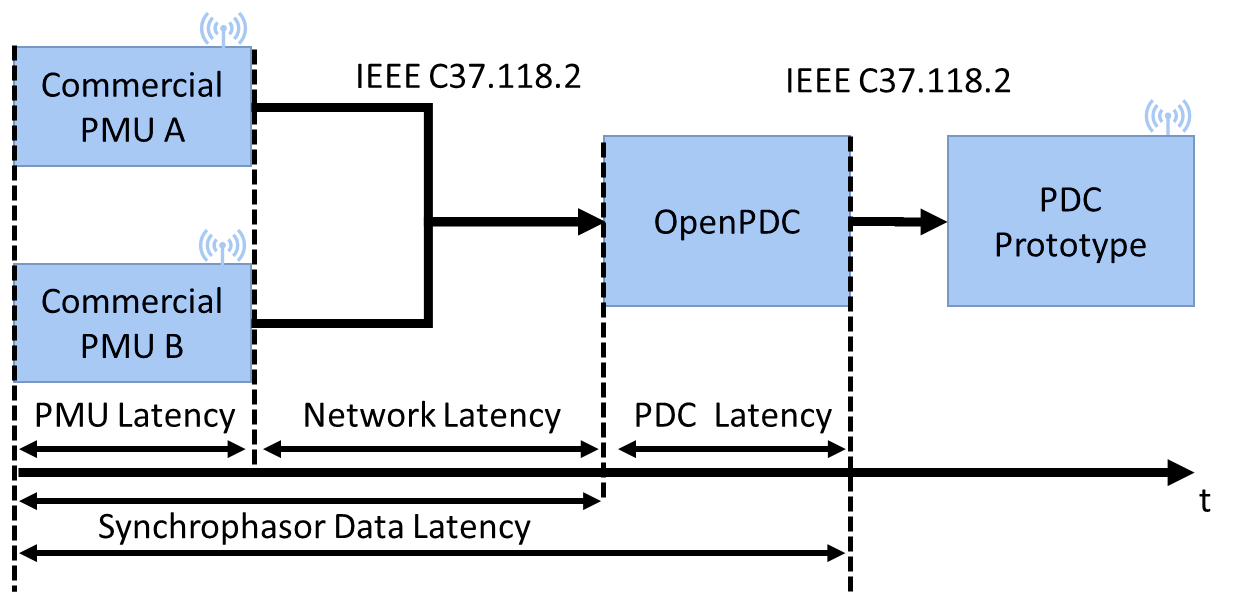 Commercial
PMU A
IEEE C37.118.2
IEEE C37.118.2
OpenPDC
PDC
Prototype
Commercial
PMU B
PMU Latency
Network Latency
PDC Latency
t
Synchrophasor Data Latency